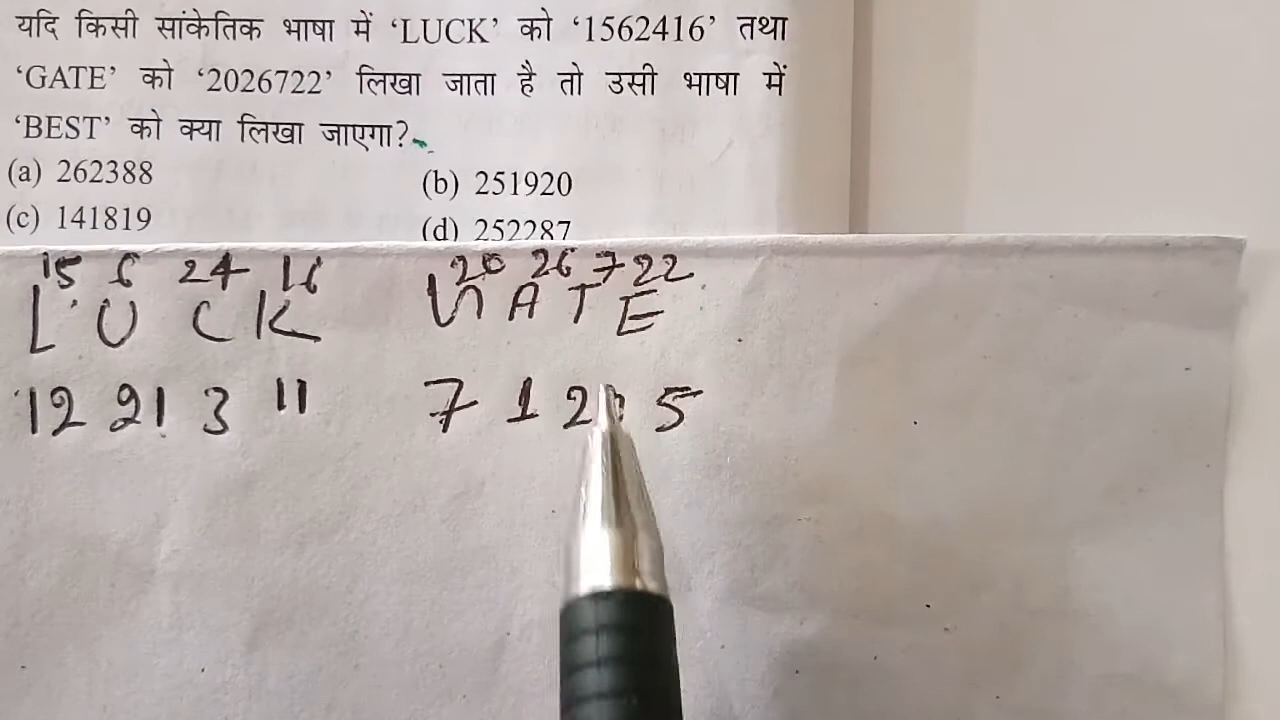 यदि किसी सांकेतिक भाषा में ‘LUCK’ को ‘1562416’ तथा
‘GATE’ को ‘2026722’ लिखा जाता है तो उसी भाषा में
‘BEST’ को क्या लिखा जाएगा?
(a) 262388 (b) 251920
(c) 141819 (d) 252287
15 6 24 16 20 26 7 22
L U C K G A T E
12 21 3 11 7 1 5